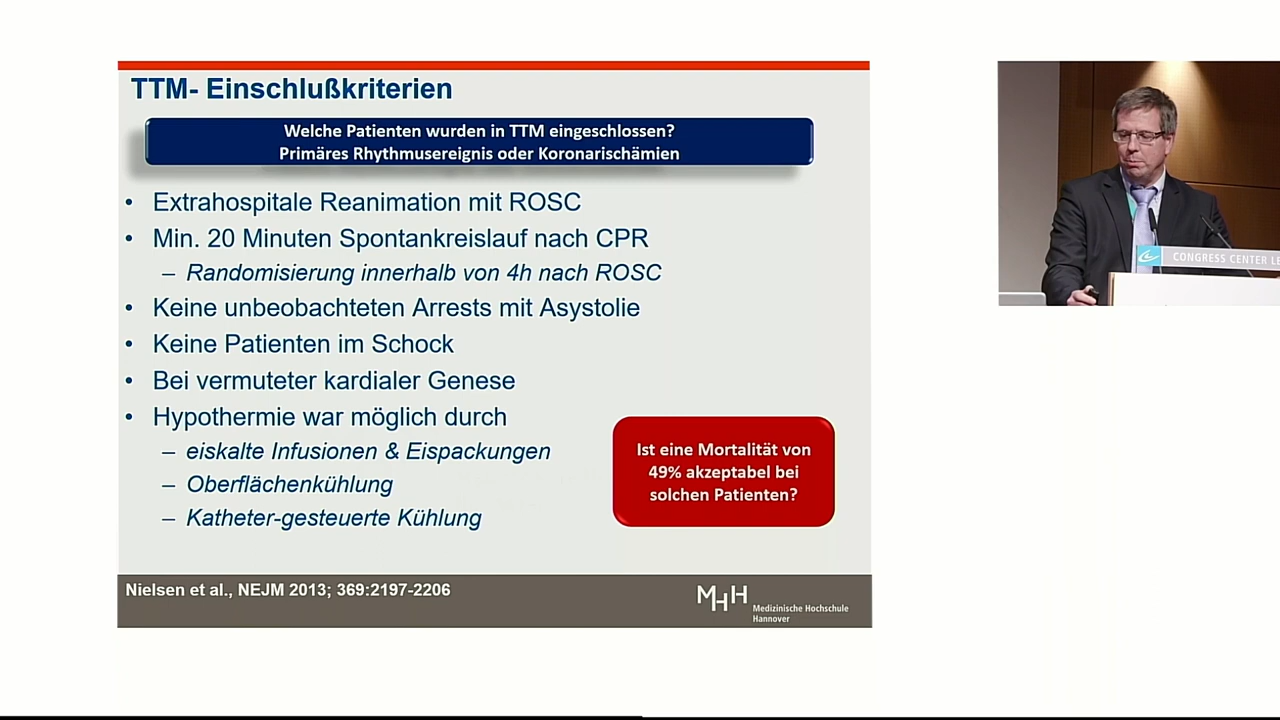 TTM- Einschlußkriterien
Welche Patienten wurden in TTM eingeschlossen?
Primäres Rhythmusereignis oder Koronarischämien
• Extrahospitale Reanimation mit ROSC
• Min. 20 Minuten Spontankreislauf nach CPR
– Randomisierung innerhalb von 4h nach ROSC
• Keine unbeobachteten Arrests mit Asystolie
• Keine Patienten im Schock
• Bei vermuteter kardialer Genese
• Hypothermie war möglich durch
– eiskalte Infusionen & Eispackungen
– Oberflächenkühlung
– Katheter-gesteuerte Kühlung
Ist eine Mortalität von
49% akzeptabel bei
solchen Patienten?
Nielsen et al., NEJM 2013; 369:2197-2206
MHH
Medizinische Hochschule
Hannover
CONGRESS CENTER LE